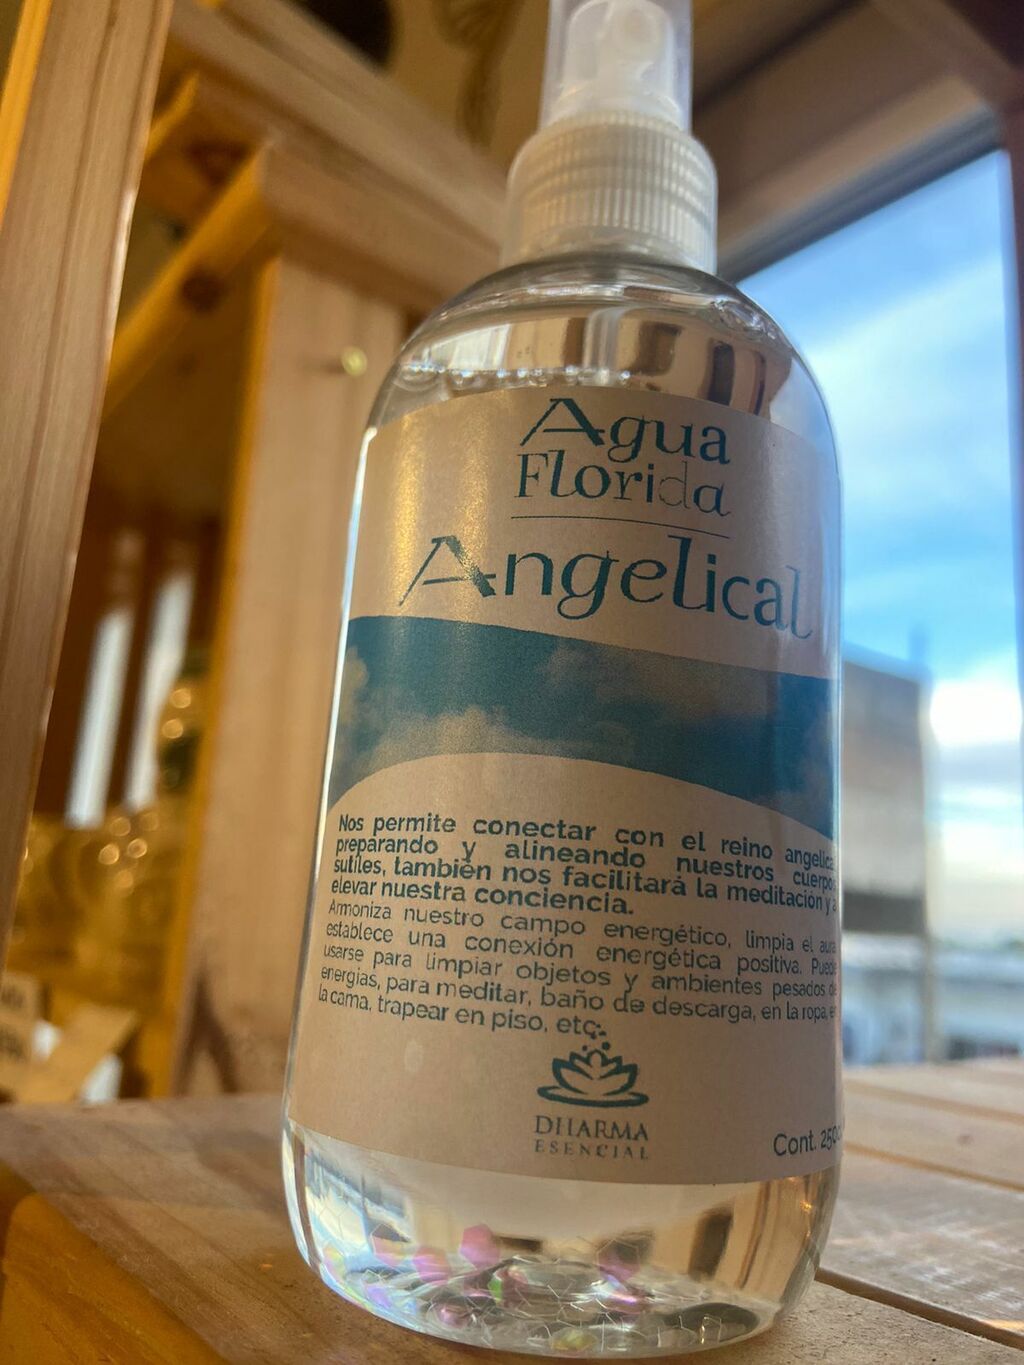 Agua
Florida
Angelical
Nos permite conectar con el reino
preparando y alineando nuestros cuerpos
sutiles, también nos facilitará la meditación y a
elevar nuestra conciencia.
Armoniza nuestro campo energético, limpia el aura
establece una conexión energética positiva. Puede
usarse para limpiar objetos y ambientes pesados de
energías, para meditar, baño de descarga, en la ropa, en
la cama, trapear en piso, etc.
DHARMA
ESENCIAL
Cont.